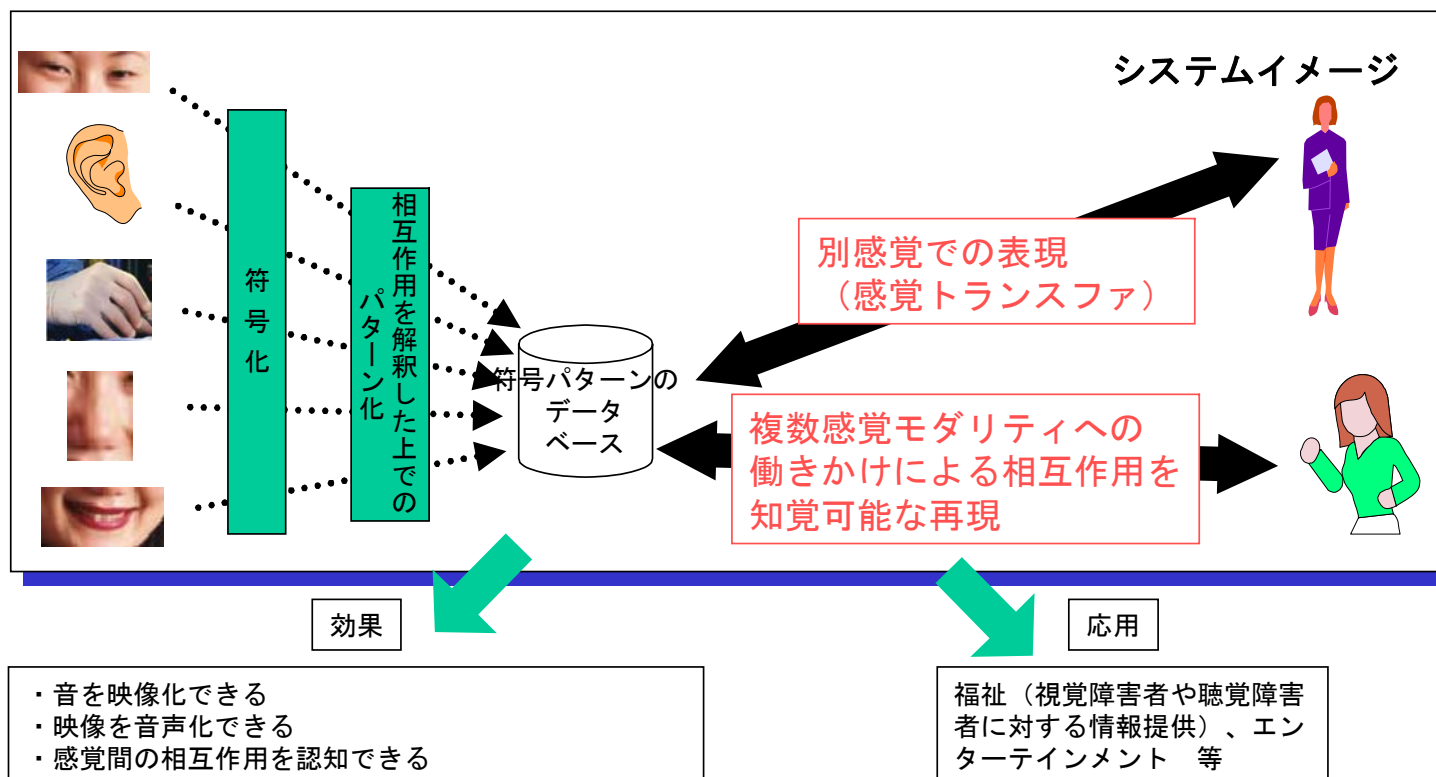 システムイメージ
符号化
相互作用を解釈した上での
パターン化
符号パターンの
データ
ベース
別感覚での表現
（感覚トランスファ）
複数感覚モダリティへの
働きかけによる相互作用を
知覚可能な再現
効果
・音を映像化できる
・映像を音声化できる
・感覚間の相互作用を認知できる
応用
福祉（視覚障害者や聴覚障害
者に対する情報提供）、エン
ターテインメント　等